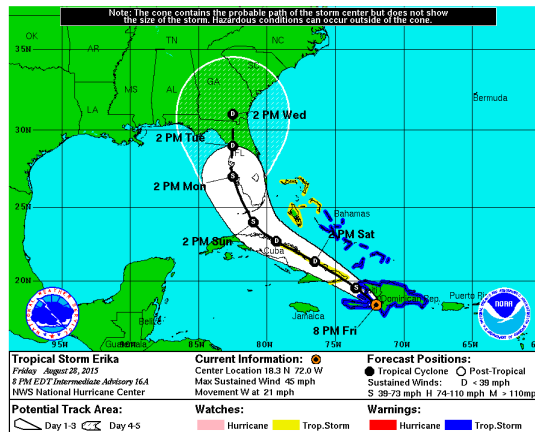 Note: The cone contains the probable path of the storm center but does not show
the size of the storm. Hazardous conditions can occur outside of the cone.
OK
AR
TN
NC
35N
SC
MS
AL
GA
LA
Bermuda
2 PM Wed
30N
2 PM Tue
FL
2 PM Mon
25N
Bahamas
2 PM Sun
2 PM Sat
Cuba
20N
Dominican Rep.
Puerto Ric
Jamaica
8 PM Fri
Belize
NOAA
Guatemala
95W
90W
85W
80W
75W
70W
65W
Tropical Storm Erika
Friday August 28, 2015
8 PM EDT Intermediate Advisory 16A
NWS National Hurricane Center
Current Information:
Center Location 18.3 N 72.0 W
Max Sustained Wind 45 mph
Movement W at 21 mph
Forecast Positions:
Tropical Cyclone Post-Tropical
Sustained Winds: D < 39 mph
S 39-73 mph H 74-110 mph M > 110mph
Potential Track Area:
Day 1-3 Day 4-5
Watches:
Hurricane Trop.Storm
Warnings:
Hurricane Trop.Storm